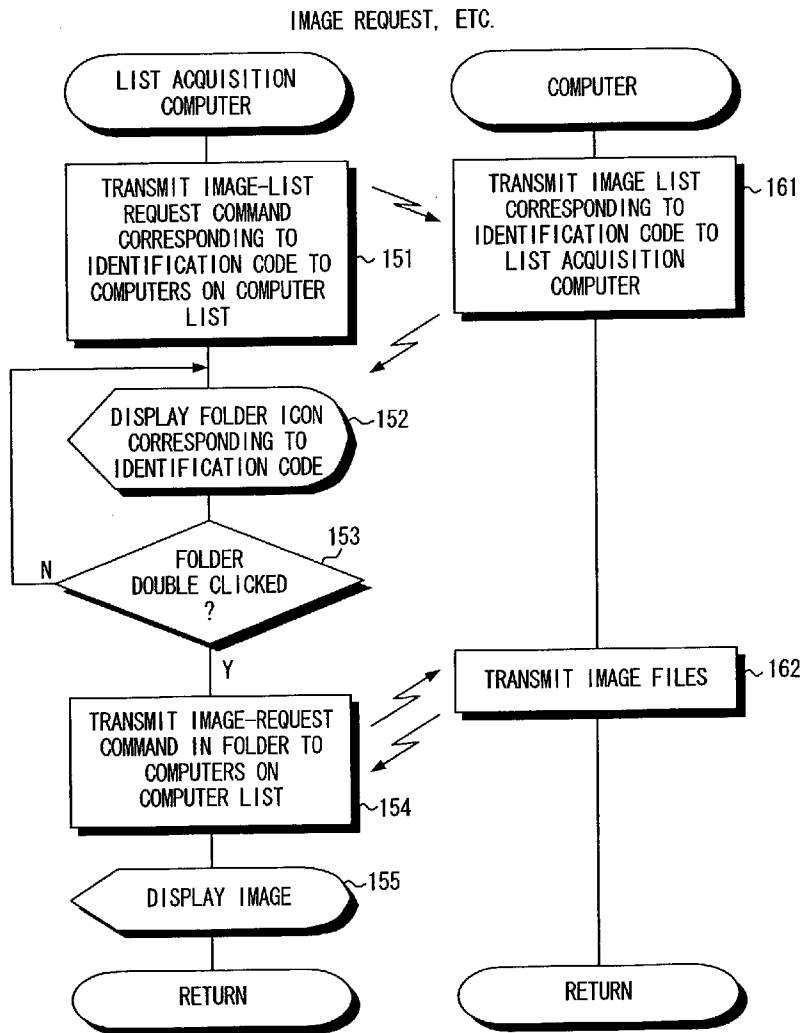 IMAGE REQUEST, ETC.
LIST ACQUISITION
COMPUTER
TRANSMIT IMAGE-LIST
REQUEST COMMAND
CORRESPONDING TO
IDENTIFICATION CODE TO
COMPUTERS ON COMPUTER
LIST
151
DISPLAY FOLDER ICON
CORRESPONDING TO
IDENTIFICATION CODE
152
FOLDER
DOUBLE CLICKED
?
153
N
Y
TRANSMIT IMAGE-REQUEST
COMMAND IN FOLDER TO
COMPUTERS ON
COMPUTER LIST
154
DISPLAY IMAGE
155
RETURN
COMPUTER
TRANSMIT IMAGE LIST
CORRESPONDING TO
IDENTIFICATION CODE TO
LIST ACQUISITION
COMPUTER
161
TRANSMIT IMAGE FILES
162
RETURN